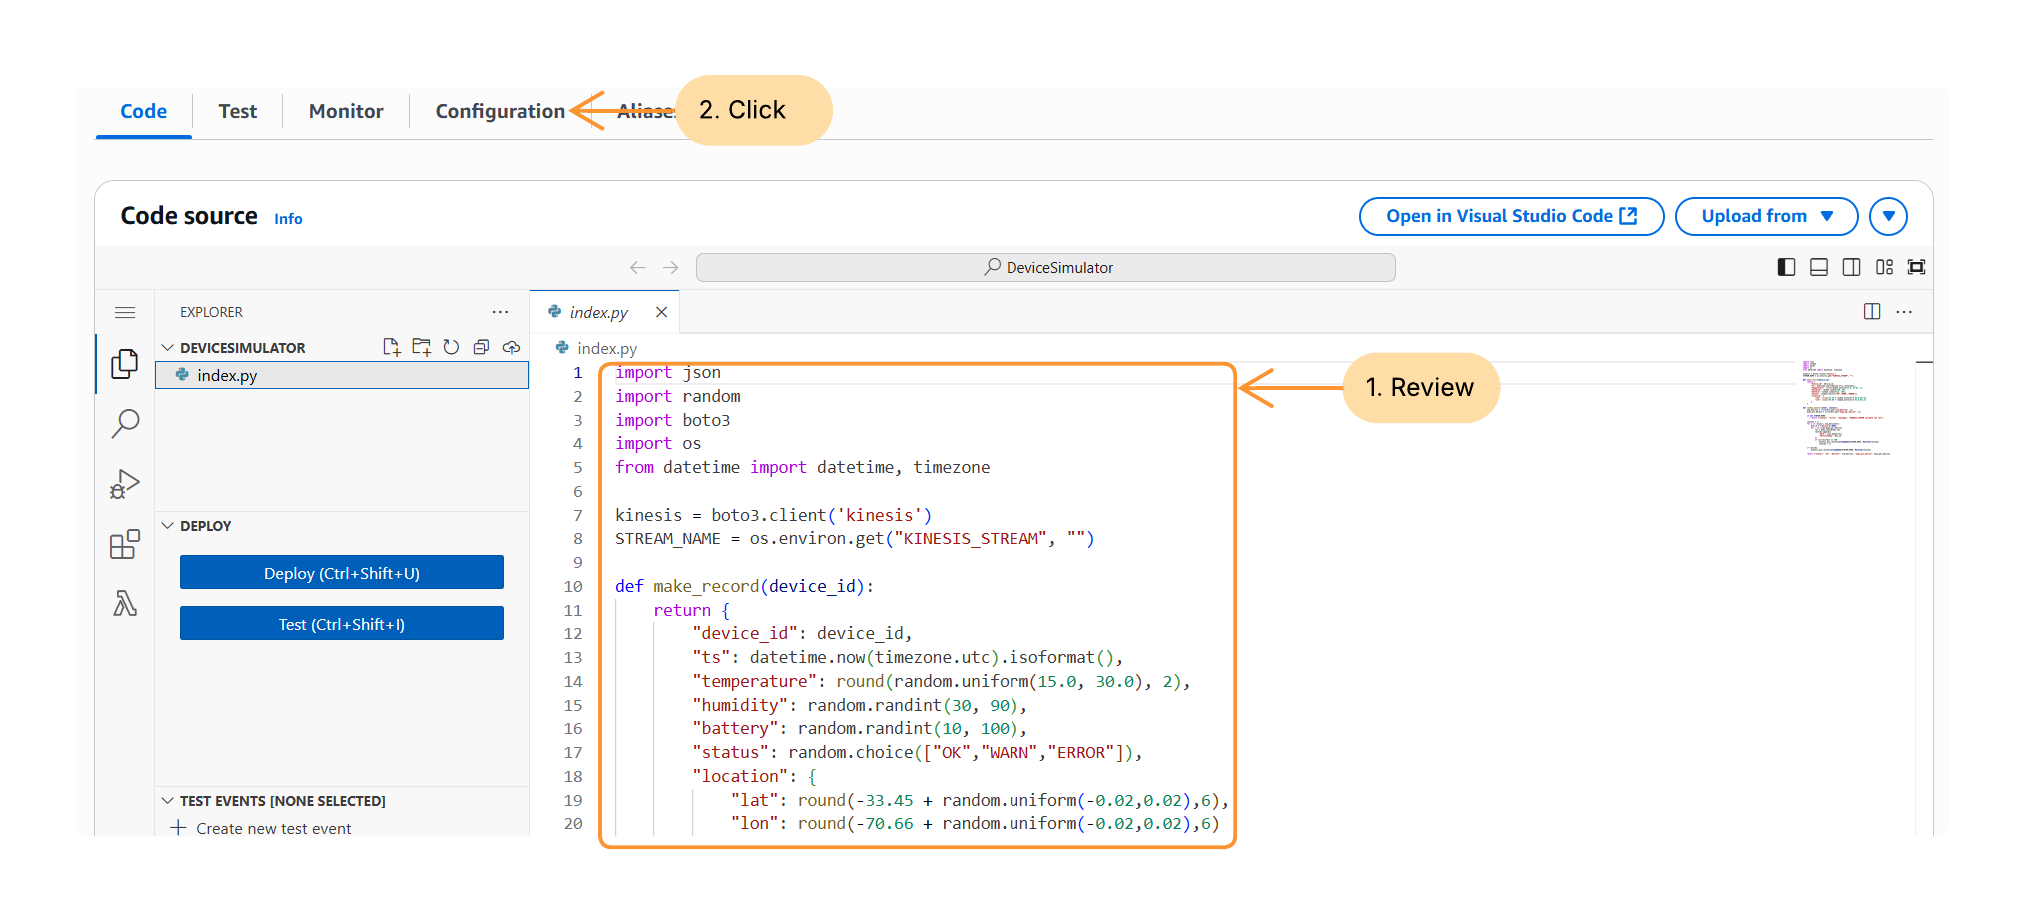 Code
Test
Monitor
Configuration
2. Click
Code source Info
Open in Visual Studio Code
Upload from
DeviceSimulator
EXPLORER
DEVICESIMULATOR
index.py
DEPLOY
Deploy (Ctrl+Shift+U)
Test (Ctrl+Shift+I)
TEST EVENTS [NONE SELECTED]
Create new test event
index.py
index.py
1. Review
1 import json
2 import random
3 import boto3
4 import os
5 from datetime import datetime, timezone
6
7 kinesis = boto3.client('kinesis')
8 STREAM_NAME = os.environ.get("KINESIS_STREAM", "")
9
10 def make_record(device_id):
11 return {
12 "device_id": device_id,
13 "ts": datetime.now(timezone.utc).isoformat(),
14 "temperature": round(random.uniform(15.0, 30.0), 2),
15 "humidity": random.randint(30, 90),
16 "battery": random.randint(10, 100),
17 "status": random.choice(["OK","WARN","ERROR"]),
18 "location": {
19 "lat": round(-33.45 + random.uniform(-0.02,0.02),6),
20 "lon": round(-70.66 + random.uniform(-0.02,0.02),6)